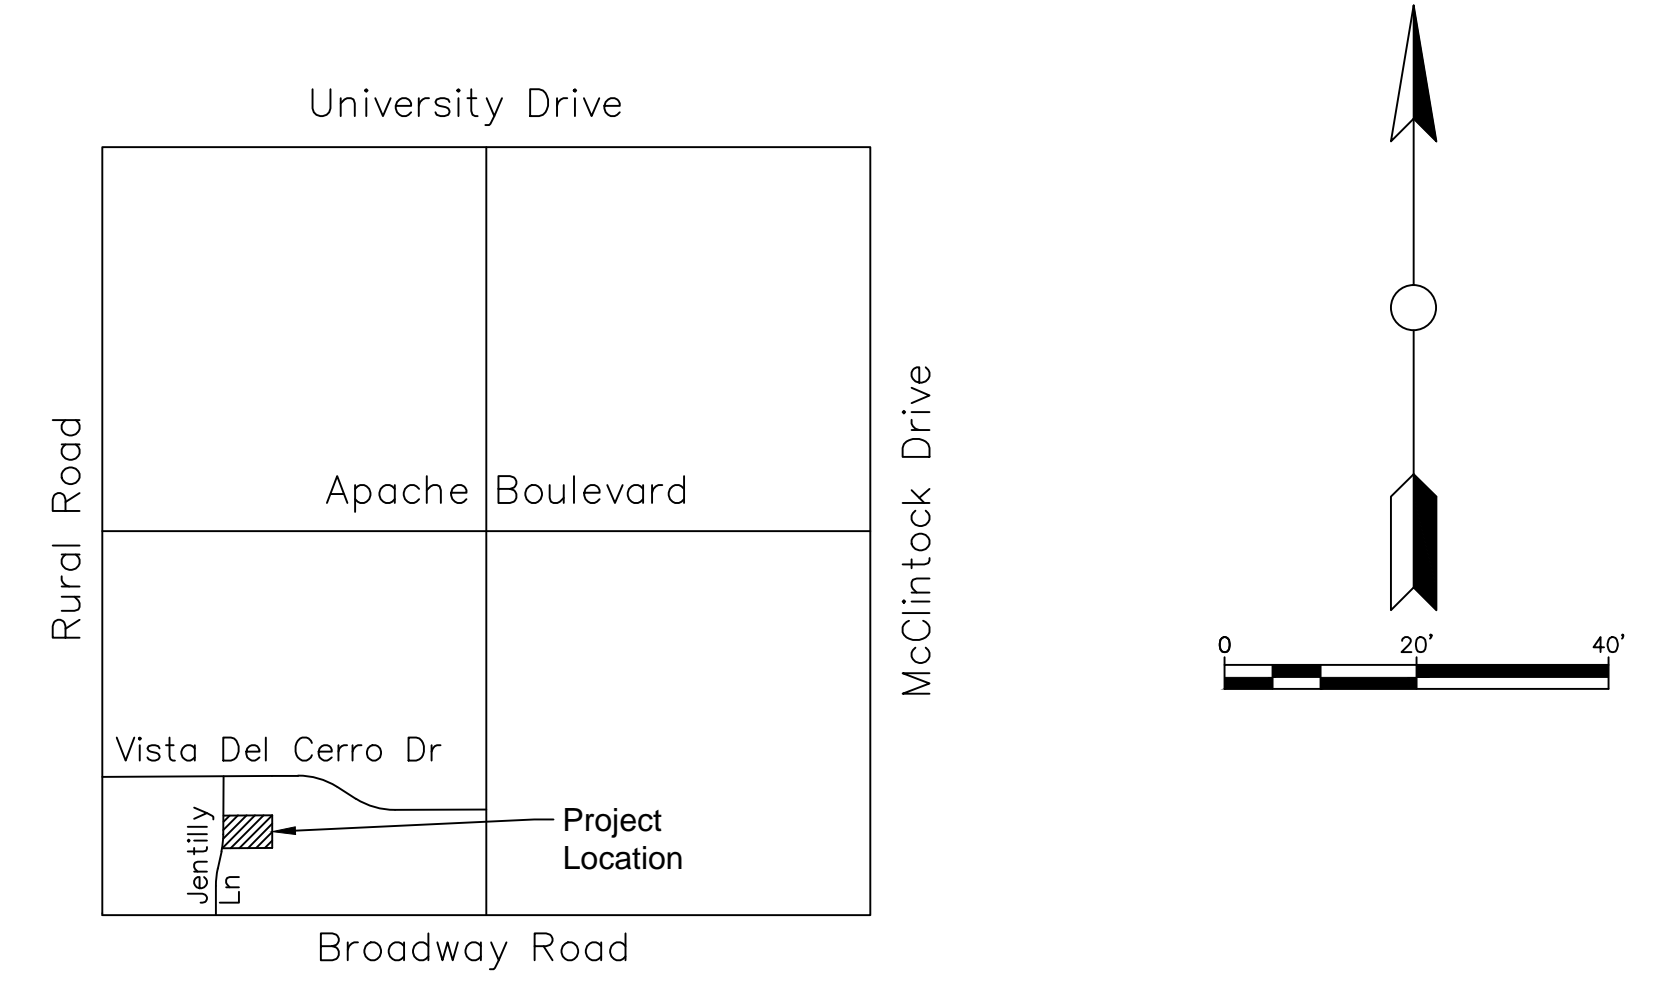 University Drive
Rural Road
Apache Boulevard
McClintock Drive
0 20' 40'
Vista Del Cerro Dr
Jentilly
Ln
Project
Location
Broadway Road